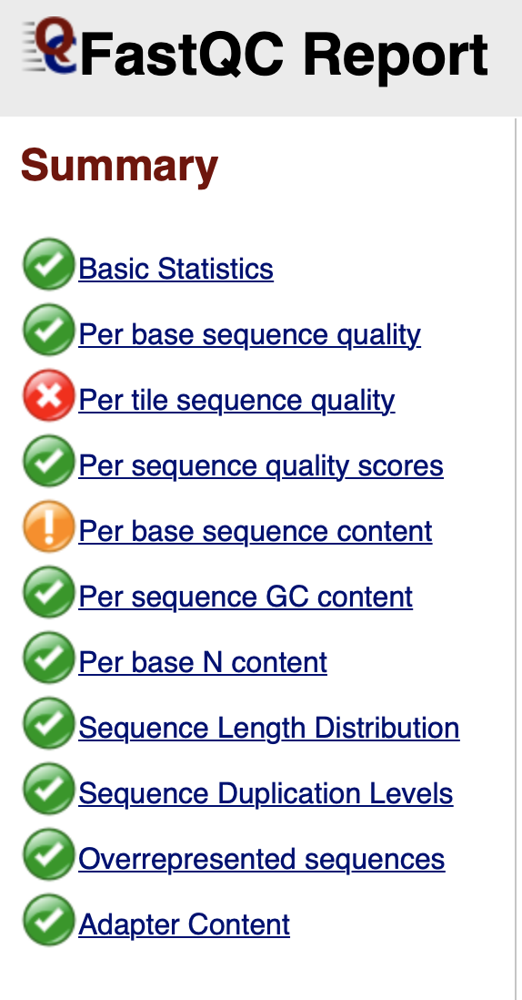 FastQC Report
Summary
Basic Statistics
Per base sequence quality
Per tile sequence quality
Per sequence quality scores
Per base sequence content
Per sequence GC content
Per base N content
Sequence Length Distribution
Sequence Duplication Levels
Overrepresented sequences
Adapter Content